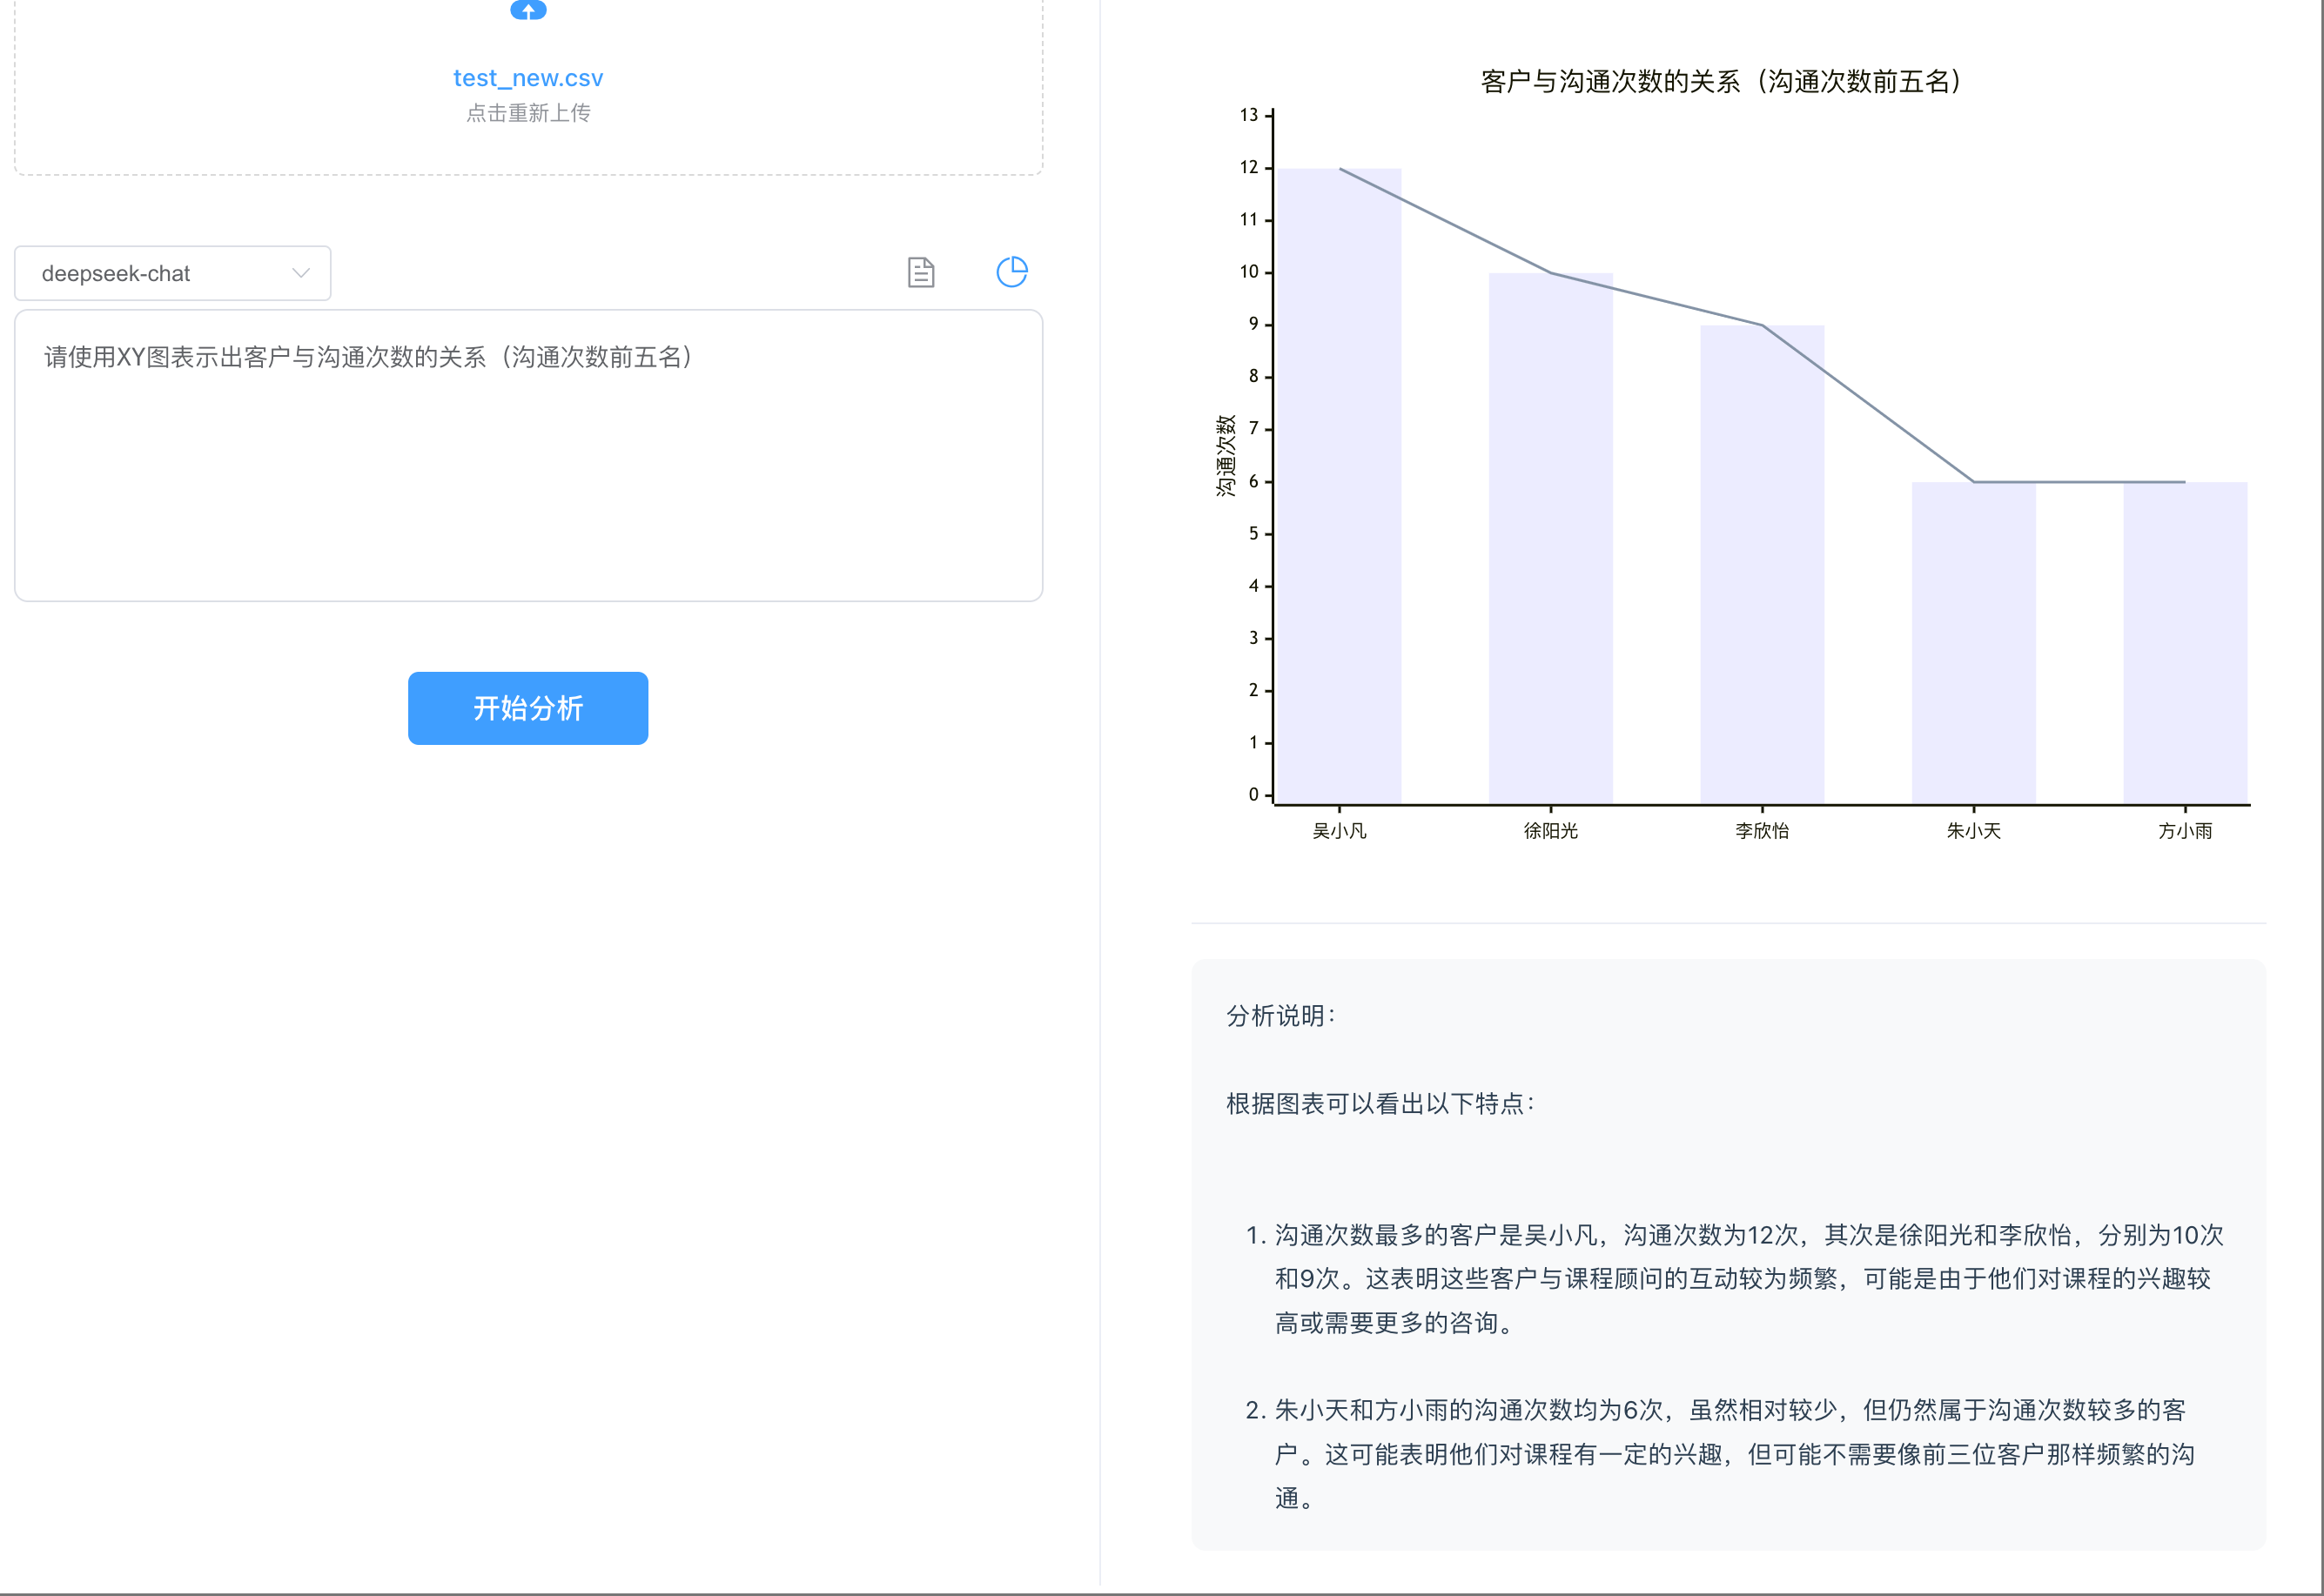 test_new.csv
点击重新上传
deepseek-chat
请使用XY图表示出客户与沟通次数的关系（沟通次数前五名）
开始分析
客户与沟通次数的关系（沟通次数前五名）
13
12
11
10
9
8
7
6
5
4
3
2
1
0
沟通次数
吴小凡
徐阳光
李欣怡
朱小天
方小雨
分析说明：
根据图表可以看出以下特点：
1. 沟通次数最多的客户是吴小凡，沟通次数为12次，其次是徐阳光和李欣怡，分别为10次
和9次。这表明这些客户与课程顾问的互动较为频繁，可能是由于他们对课程的兴趣较
高或需要更多的咨询。
2. 朱小天和方小雨的沟通次数均为6次，虽然相对较少，但仍然属于沟通次数较多的客
户。这可能表明他们对课程有一定的兴趣，但可能不需要像前三位客户那样频繁的沟
通。